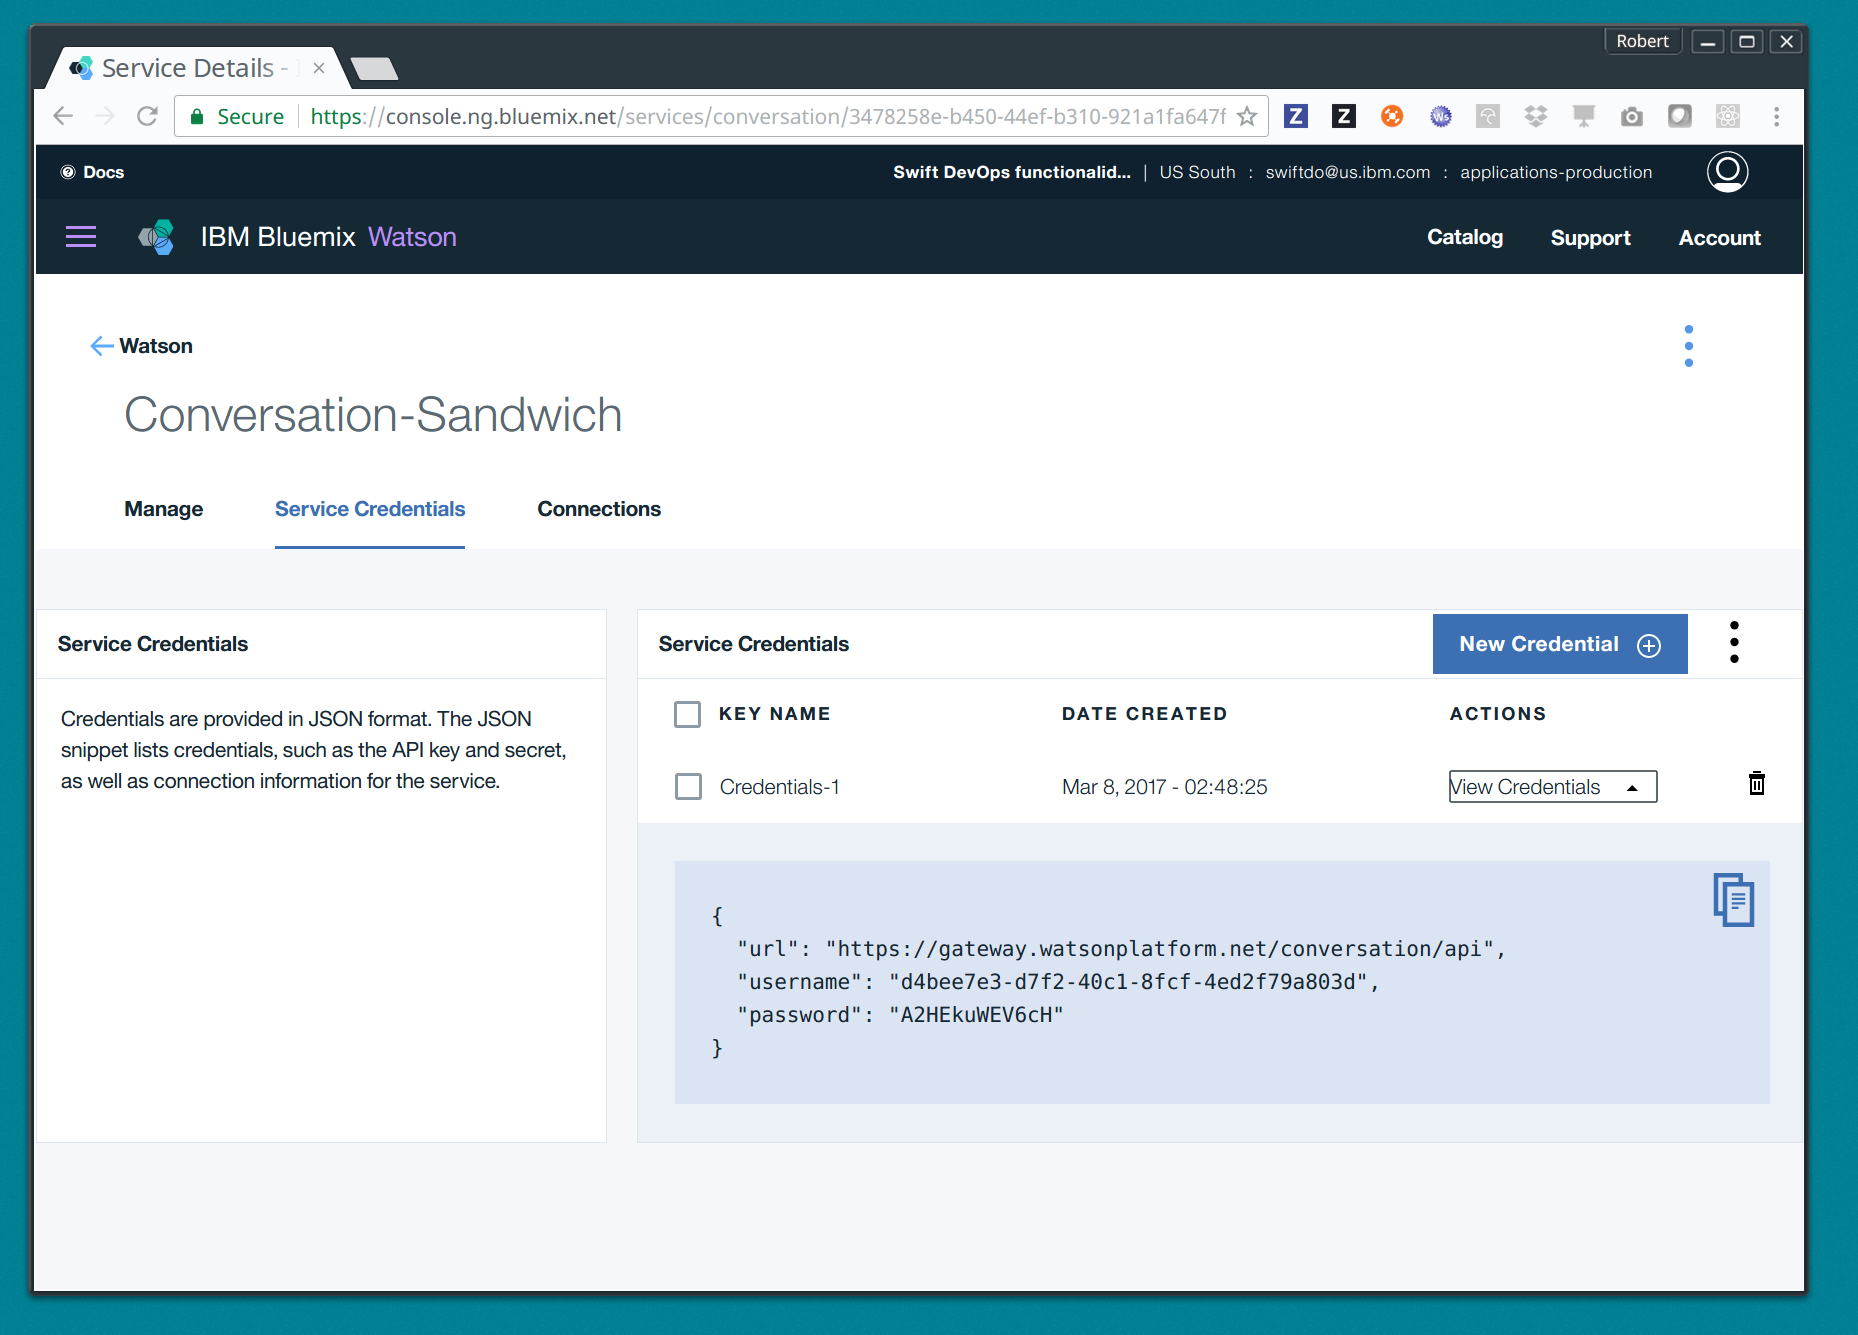 Robert
Service Details -
Secure https://console.ng.bluemix.net/services/conversation/3478258e-b450-44ef-b310-921a1fa647f
Z Z Ws
Docs
Swift DevOps functionalid... | US South : swiftdo@us.ibm.com : applications-production
IBM Bluemix Watson
Catalog Support Account
Watson
Conversation-Sandwich
Manage Service Credentials Connections
Service Credentials
Credentials are provided in JSON format. The JSON
snippet lists credentials, such as the API key and secret,
as well as connection information for the service.
Service Credentials
New Credential
KEY NAME DATE CREATED ACTIONS
Credentials-1 Mar 8, 2017 - 02:48:25 View Credentials
{
"url": "https://gateway.watsonplatform.net/conversation/api",
"username": "d4bee7e3-d7f2-40c1-8fcf-4ed2f79a803d",
"password": "A2HEkuWEV6cH"
}